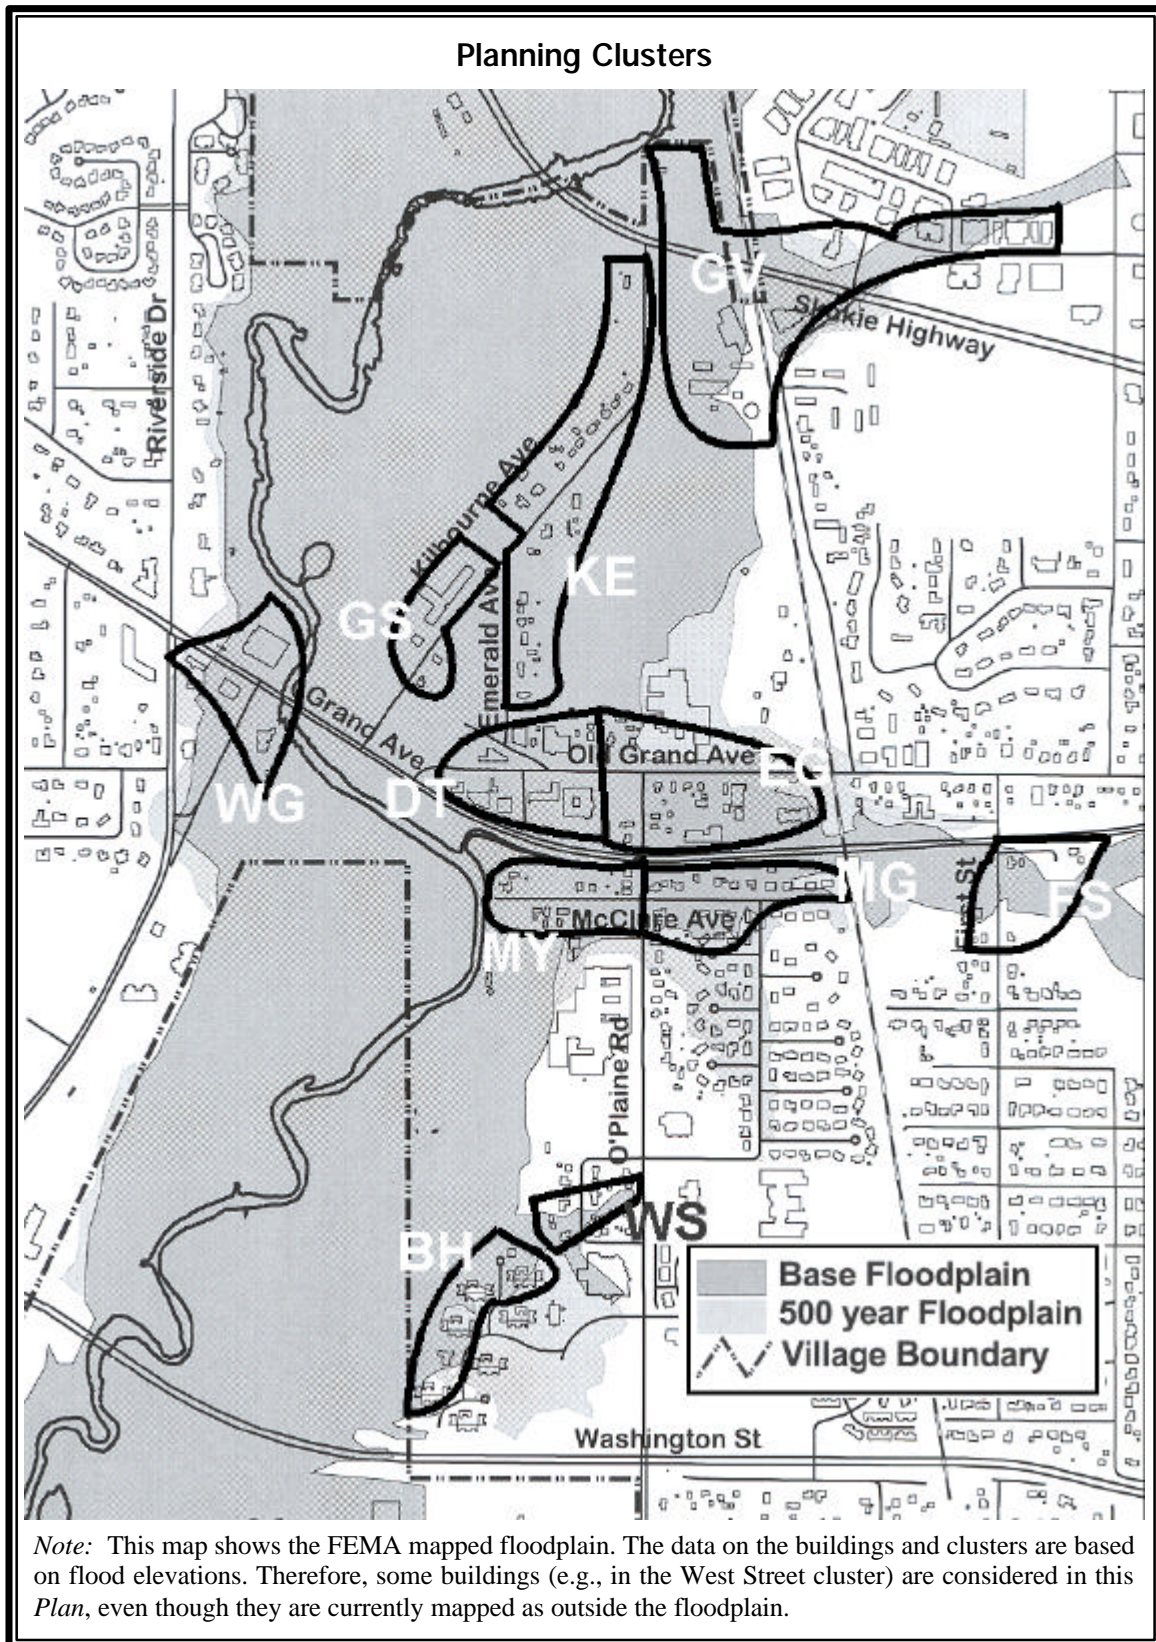 Planning Clusters
Riverside Dr
GV
Skokie Highway
Kilbourne Ave
KE
GS
Emerald Ave
Grand Ave
Old Grand Ave
EG
WG
DT
MG
First St
FS
McClure Ave
MY
O'Plaine Rd
WS
BH
Base Floodplain
500 year Floodplain
Village Boundary
Washington St
Note: This map shows the FEMA mapped floodplain. The data on the buildings and clusters are based
on flood elevations. Therefore, some buildings (e.g., in the West Street cluster) are considered in this
Plan, even though they are currently mapped as outside the floodplain.